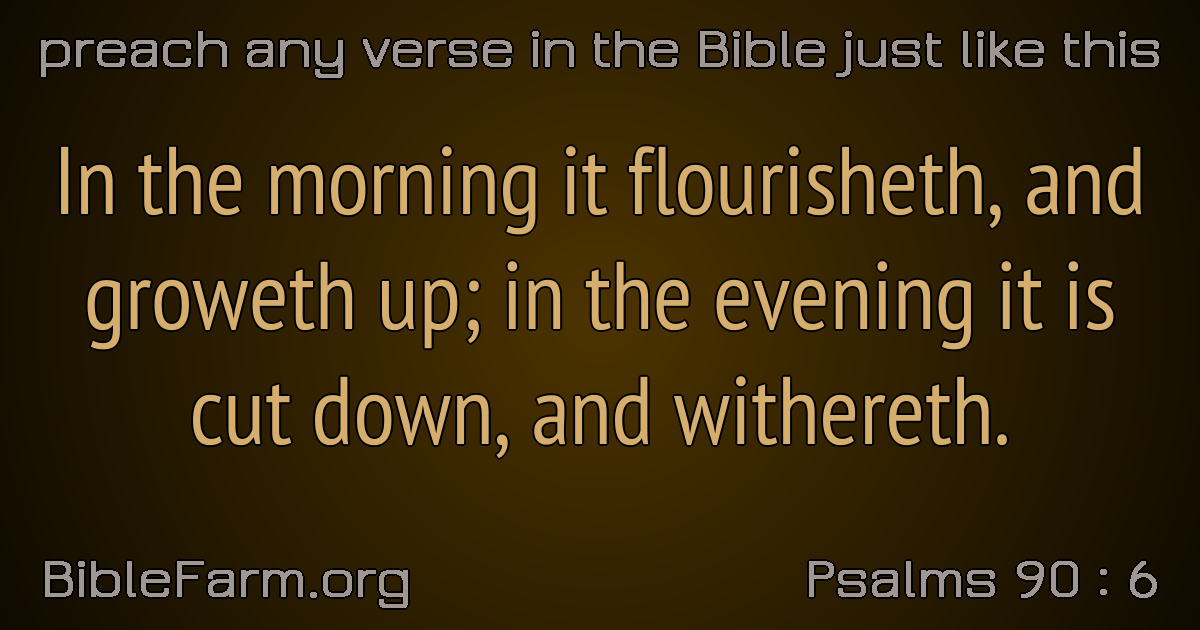 preach any verse in the Bible just like this
In the morning it flourisheth, and
groweth up; in the evening it is
cut down, and withereth.
BibleFarm.org
Psalms 90 : 6